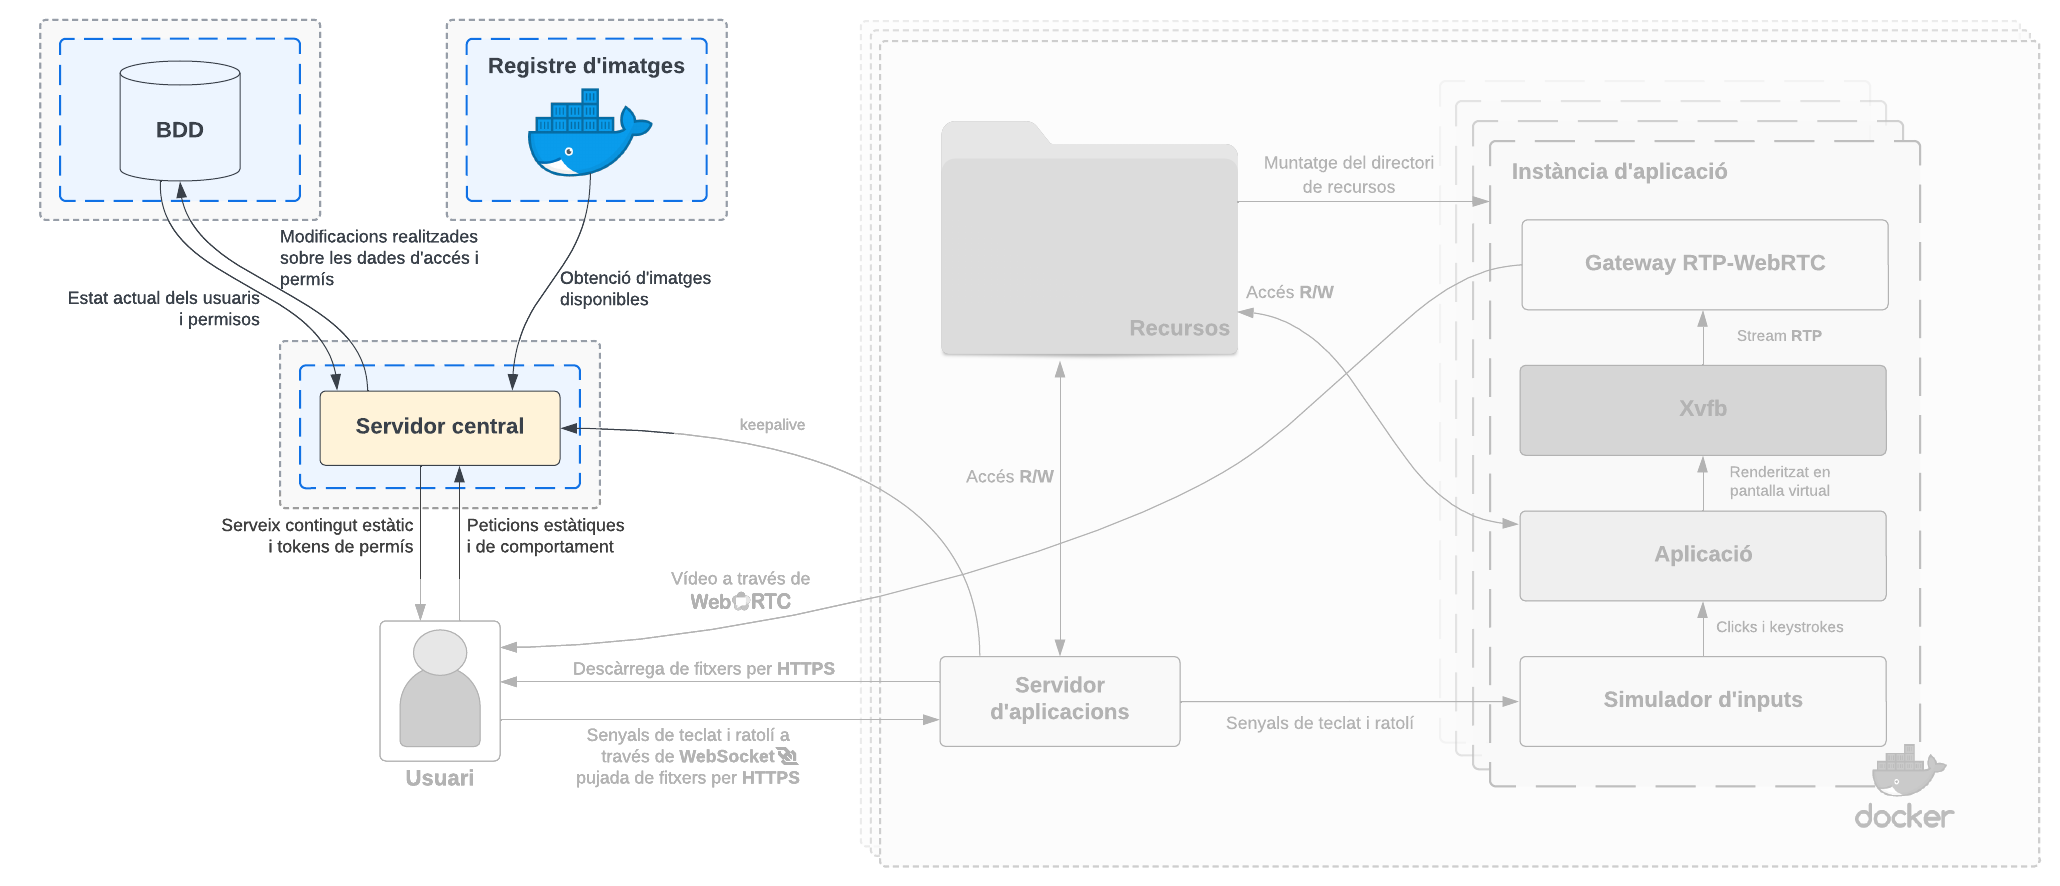 BDD
Registre d'imatges
Modificacions realitzades
sobre les dades d'accés i
permís
Estat actual dels usuaris
i permisos
Obtenció d'imatges
disponibles
Servidor central
keepalive
Serveix contingut estàtic
i tokens de permís
Peticions estàtiques
i de comportament
Vídeo a través de
WebRTC
Descàrrega de fitxers per HTTPS
Senyals de teclat i ratolí a
través de WebSocket
pujada de fitxers per HTTPS
Usuari
Recursos
Muntatge del directori
de recursos
Accés R/W
Accés R/W
Servidor
d'aplicacions
Senyals de teclat i ratolí
Instància d'aplicació
Gateway RTP-WebRTC
Stream RTP
Xvfb
Renderitzat en
pantalla virtual
Aplicació
Clicks i keystrokes
Simulador d'inputs
docker